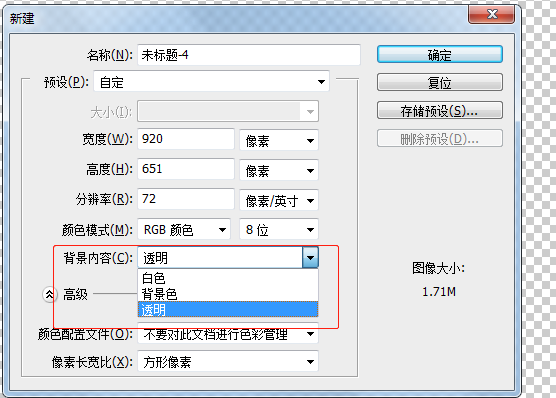 新建
名称(N): 未标题-4
确定
预设(P): 自定
复位
大小(I):
存储预设(S)...
宽度(W): 920 像素
删除预设(D)...
高度(H): 651 像素
分辨率(R): 72 像素/英寸
颜色模式(M): RGB 颜色 8 位
背景内容(C): 透明
白色
背景色
透明
高级
图像大小:
1.71M
颜色配置文件(O): 不要对此文档进行色彩管理
像素长宽比(X): 方形像素